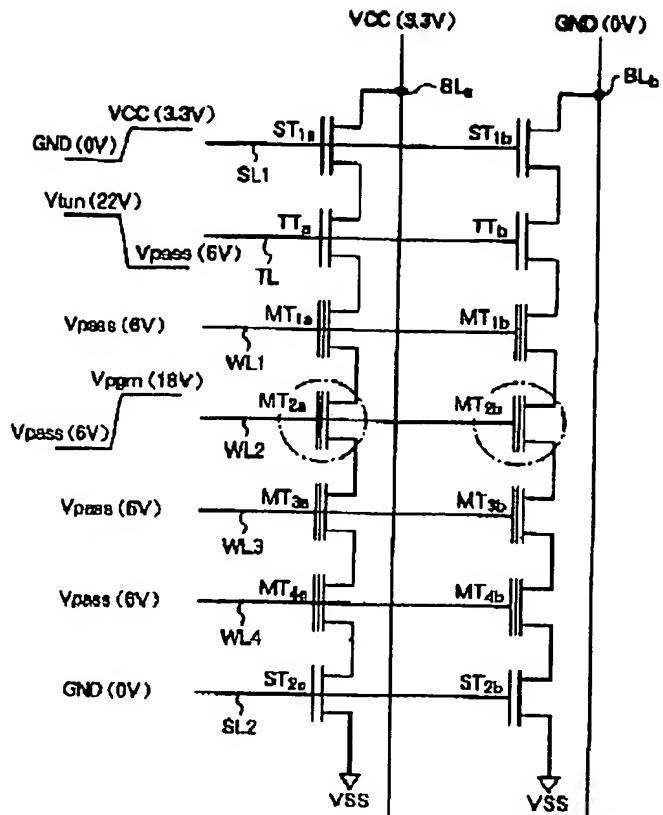 VCC (3.3V) GND (0V)
BLa BLb
VCC (3.3V)
GND (0V)
ST1a ST1b
SL1
Vtun (22V)
Vpass (6V)
TTa TTb
TL
Vpass (6V)
MT1a MT1b
WL1
Vpgm (18V)
Vpass (6V)
MT2a MT2b
WL2
Vpass (6V)
MT3a MT3b
WL3
Vpass (6V)
MT4a MT4b
WL4
GND (0V)
ST2a ST2b
SL2
VSS VSS